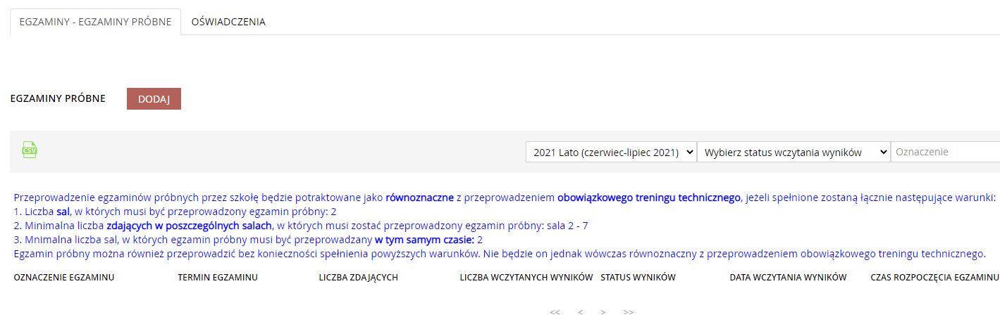 EGZAMINY - EGZAMINY PRÓBNE OŚWIADCZENIA
EGZAMINY PRÓBNE DODAJ
CSV 2021 Lato (czerwiec-lipiec 2021) Wybierz status wczytania wyników Oznaczenie
Przeprowadzenie egzaminów próbnych przez szkołę będzie potraktowane jako równoznaczne z przeprowadzeniem obowiązkowego treningu technicznego, jeżeli spełnione zostaną łącznie następujące warunki:
1. Liczba sal, w których musi być przeprowadzony egzamin próbny: 2
2. Minimalna liczba zdających w poszczególnych salach, w których musi zostać przeprowadzony egzamin próbny: sala 2 - 7
3. Mnimalna liczba sal, w których egzamin próbny musi być przeprowadzany w tym samym czasie: 2
Egzamin próbny można również przeprowadzić bez konieczności spełnienia powyższych warunków. Nie będzie on jednak wówczas równoznaczny z przeprowadzeniem obowiązkowego treningu technicznego.
OZNACZENIE EGZAMINU TERMIN EGZAMINU LICZBA ZDAJĄCYCH LICZBA WCZYTANYCH WYNIKÓW STATUS WYNIKÓW DATA WCZYTANIA WYNIKÓW CZAS ROZPOCZĘCIA EGZAMINU
<< < > >>